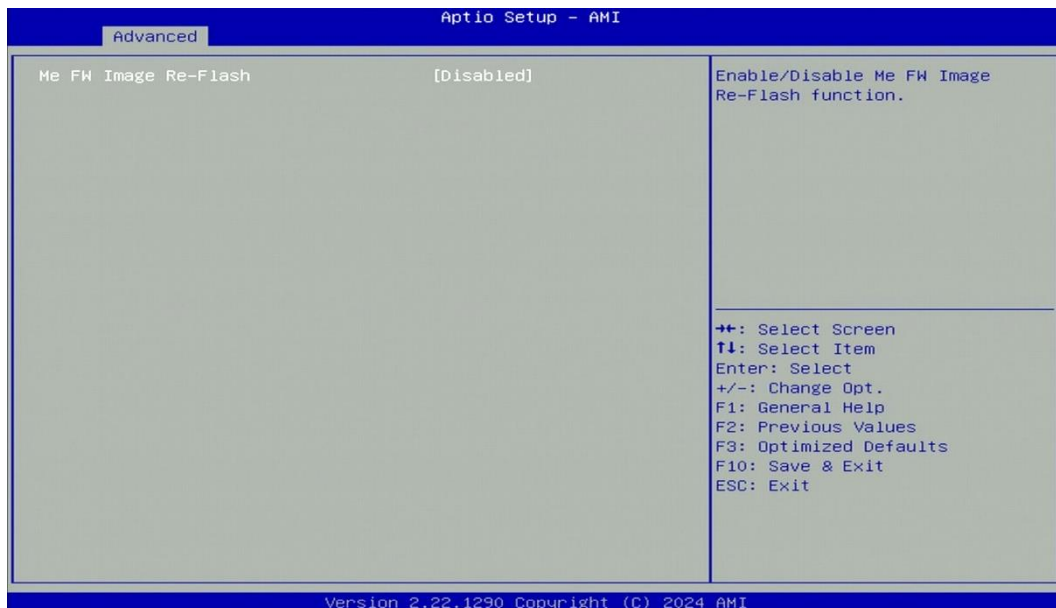 Aptio Setup – AMI
Advanced
Me FW Image Re-Flash [Disabled]
Enable/Disable Me FW Image
Re-Flash function.
→←: Select Screen
↑↓: Select Item
Enter: Select
+/-: Change Opt.
F1: General Help
F2: Previous Values
F3: Optimized Defaults
F10: Save & Exit
ESC: Exit
Version 2.22.1290 Copyright (C) 2024 AMI